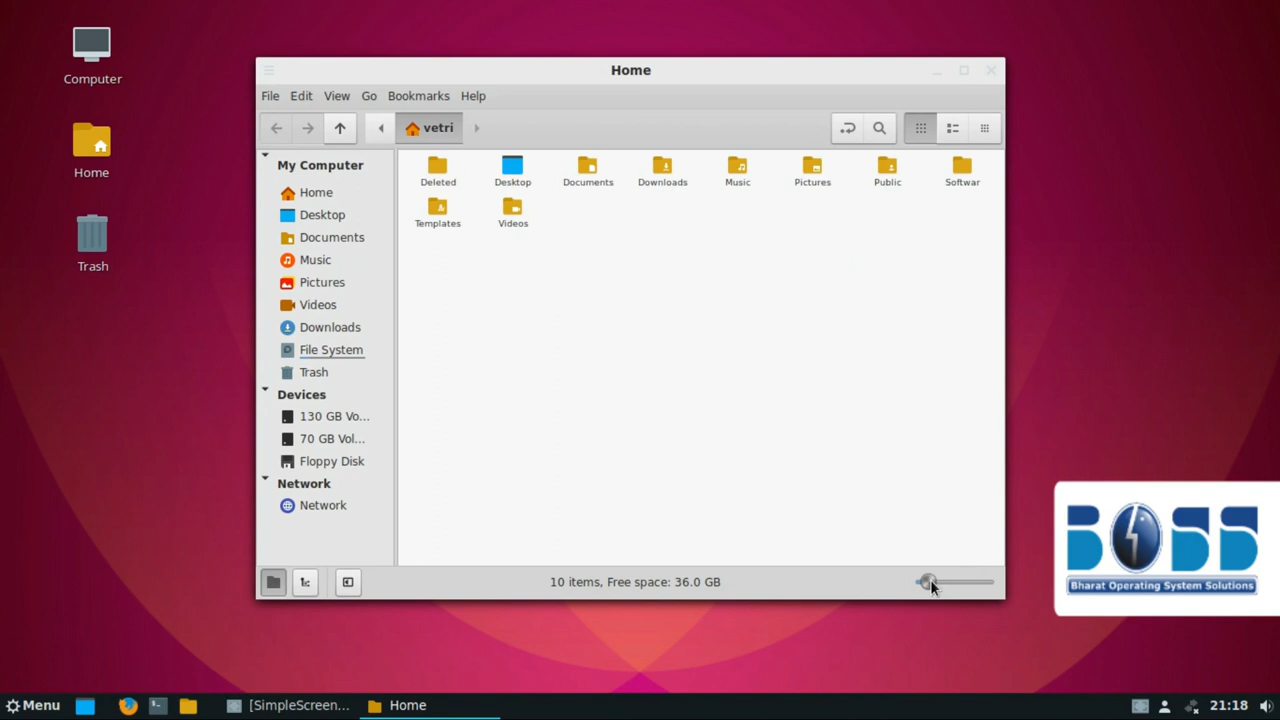 Computer
Home
Trash
Home
File Edit View Go Bookmarks Help
vetri
My Computer
Home
Desktop
Documents
Music
Pictures
Videos
Downloads
File System
Trash
Devices
130 GB Vo...
70 GB Vol...
Floppy Disk
Network
Network
Deleted Desktop Documents Downloads Music Pictures Public Softwar
Templates Videos
10 items, Free space: 36.0 GB
BOSS
Bharat Operating System Solutions
Menu [SimpleScreen... Home 21:18